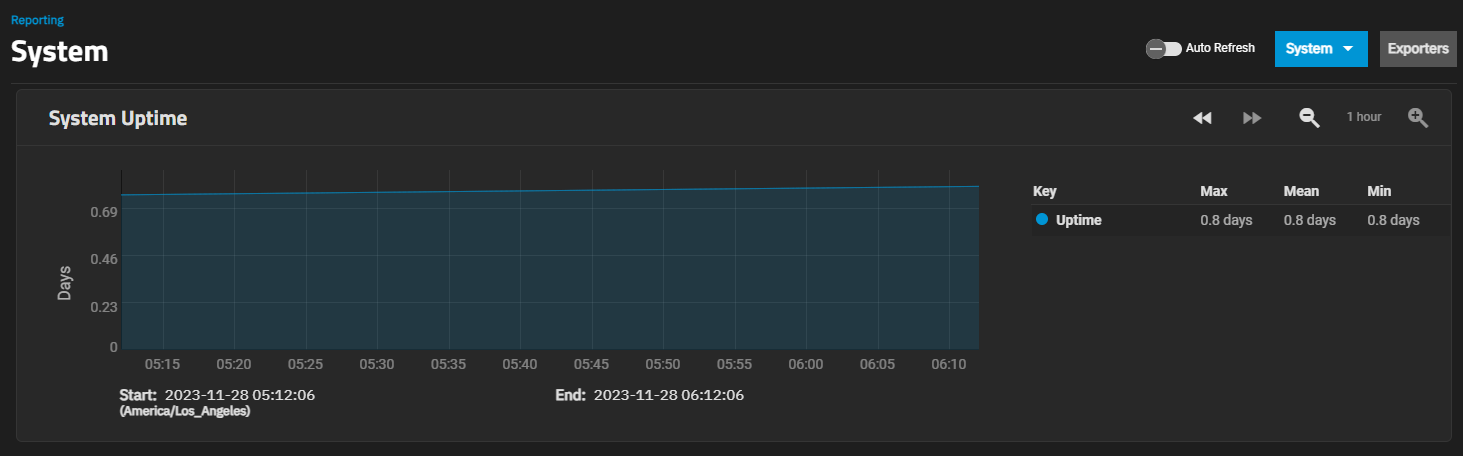 Reporting
System
Auto Refresh
System
Exporters
System Uptime
1 hour
Days
0.69
0.46
0.23
0
05:15 05:20 05:25 05:30 05:35 05:40 05:45 05:50 05:55 06:00 06:05 06:10
Start: 2023-11-28 05:12:06
(America/Los_Angeles)
End: 2023-11-28 06:12:06
Key Max Mean Min
Uptime 0.8 days 0.8 days 0.8 days